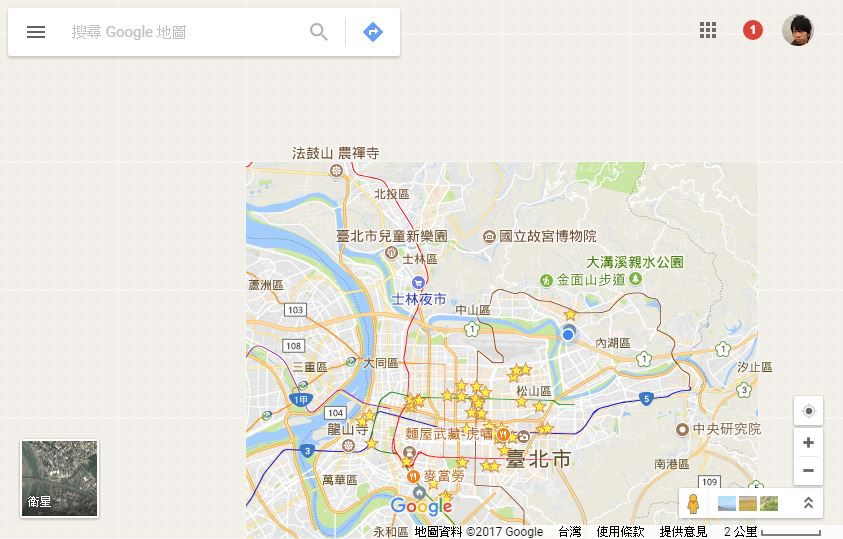 搜尋 Google 地圖
1
法鼓山 農禪寺
北投區
臺北市兒童新樂園
國立故宮博物院
士林區
大溝溪親水公園
金面山步道
蘆洲區
士林夜市
103
中山區
1
108
內湖區
1
1
三重區
大同區
汐止區
松山區
3
1甲
5
104
龍山寺
麵屋武藏-虎嘯
中央研究院
3
臺北市
南港區
萬華區
麥當勞
109
5
衛星
Google
永和區
地圖資料 ©2017 Google 台灣 使用條款 提供意見 2 公里